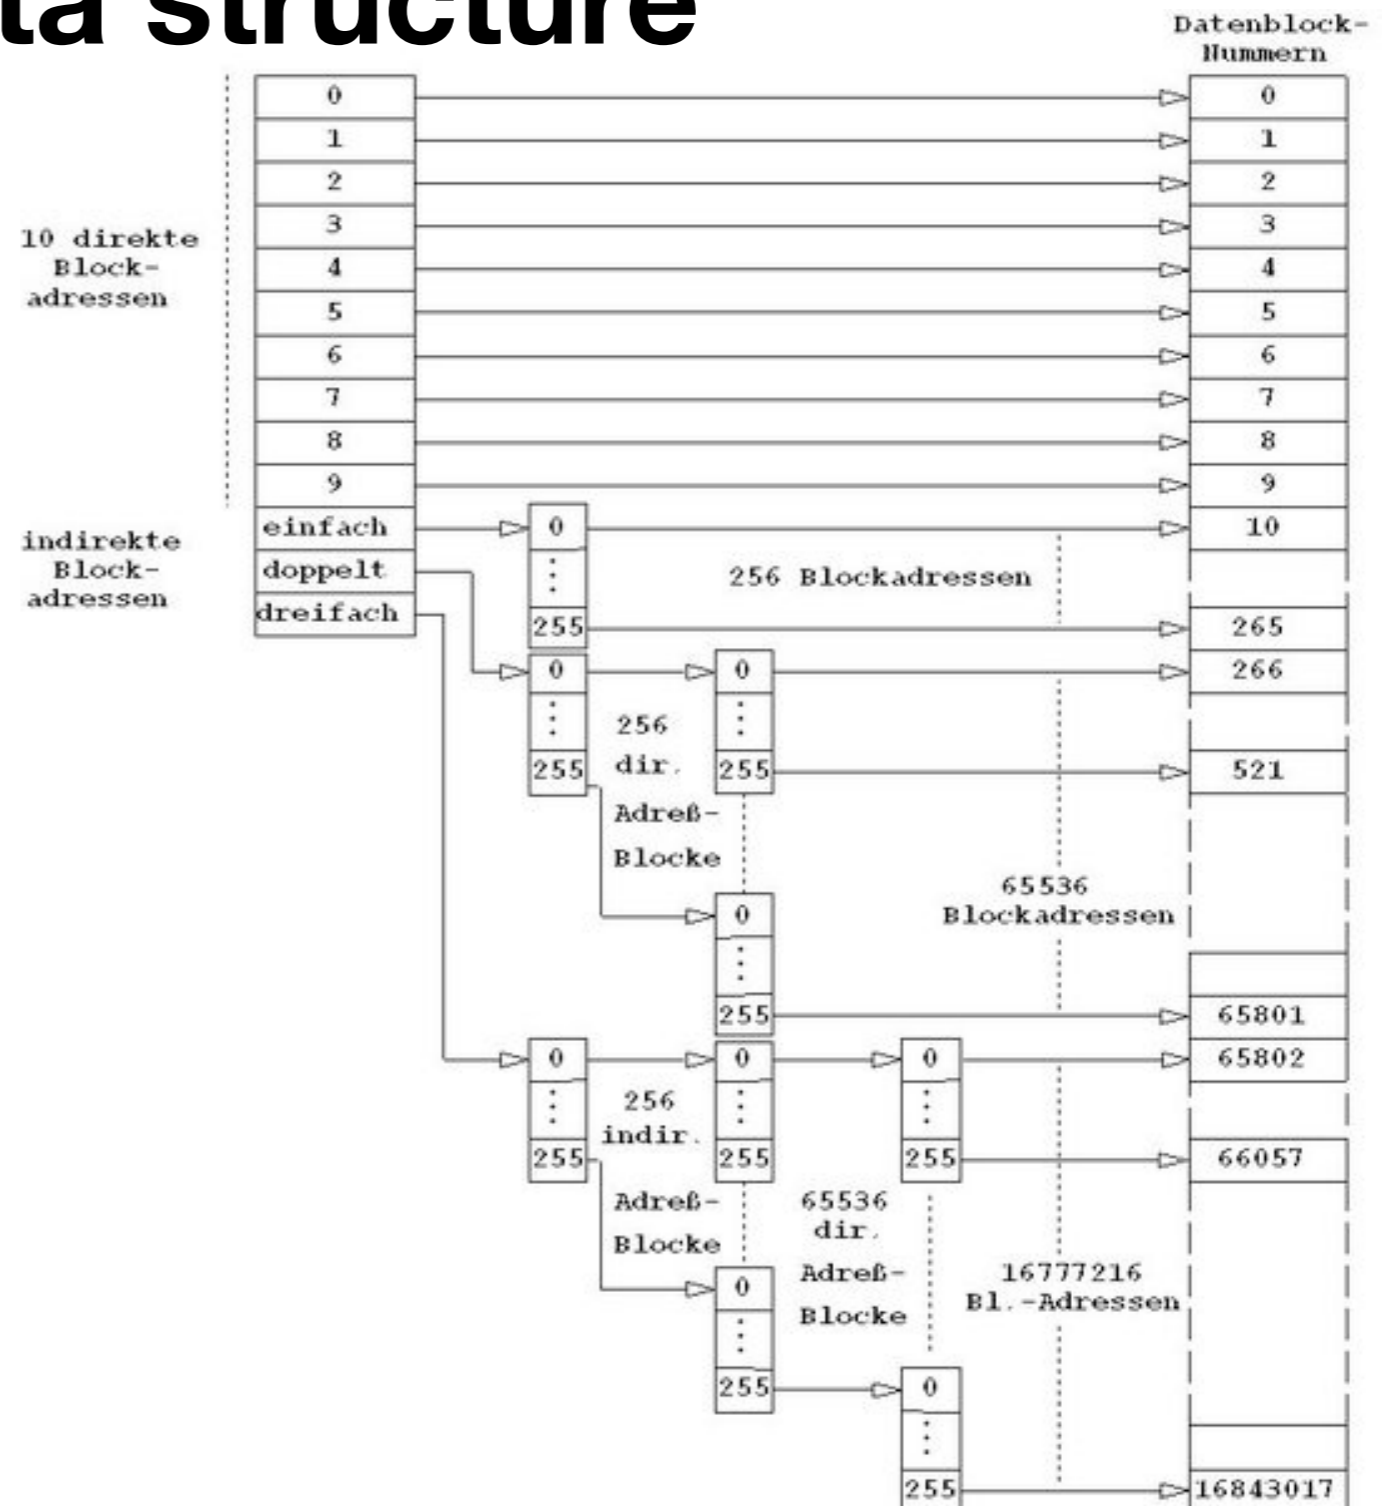 ta structure
Datenblock-
Nummern
10 direkte
Block-
adressen
0
1
2
3
4
5
6
7
8
9
0
1
2
3
4
5
6
7
8
9
indirekte
Block-
adressen
einfach
doppelt
dreifach
0
255
256 Blockadressen
10
265
0
255
256
dir.
Adreß-
Blocke
0
255
266
521
0
255
65536
Blockadressen
65801
0
255
256
indir.
Adreß-
Blocke
0
255
0
255
65802
66057
65536
dir.
Adreß-
Blocke
0
255
16777216
Bl.-Adressen
0
255
16843017